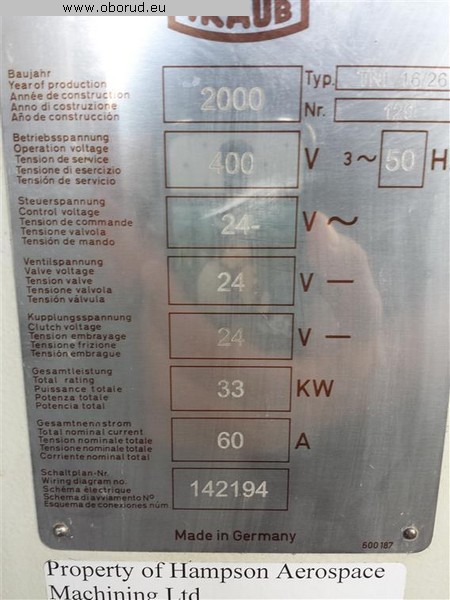 www.oborud.eu
TRAUB
Baujahr
Year of production
Année de construction
Anno di costruzione
Año de construcción
2000
Typ. TNL 16/26
Nr.
Betriebsspannung
Operation voltage
Tension de service
Tensione di esercizio
Tensión de servicio
400 V 3~ 50 H
Steuerspannung
Control voltage
Tension de commande
Tensione valvola
Tensión de mando
24- V ~
Ventilspannung
Valve voltage
Tension valve
Tensione valvola
Tensión válvula
24 V —
Kupplungsspannung
Clutch voltage
Tension embrayage
Tensione frizione
Tensión embrague
24 V —
Gesamtleistung
Total rating
Puissance totale
Potenza totale
Potencia total
33 KW
Gesamtnennstrom
Total nominal current
Tension nominale totale
Tensione nominale totale
Corriente nominal total
60 A
Schaltplan-Nr.
Wiring diagram no.
Schéma électrique
Schema di avviamento Nº
Esquema de conexiones núm
142194
Made in Germany
600187
Property of Hampson Aerospace
Machining Ltd